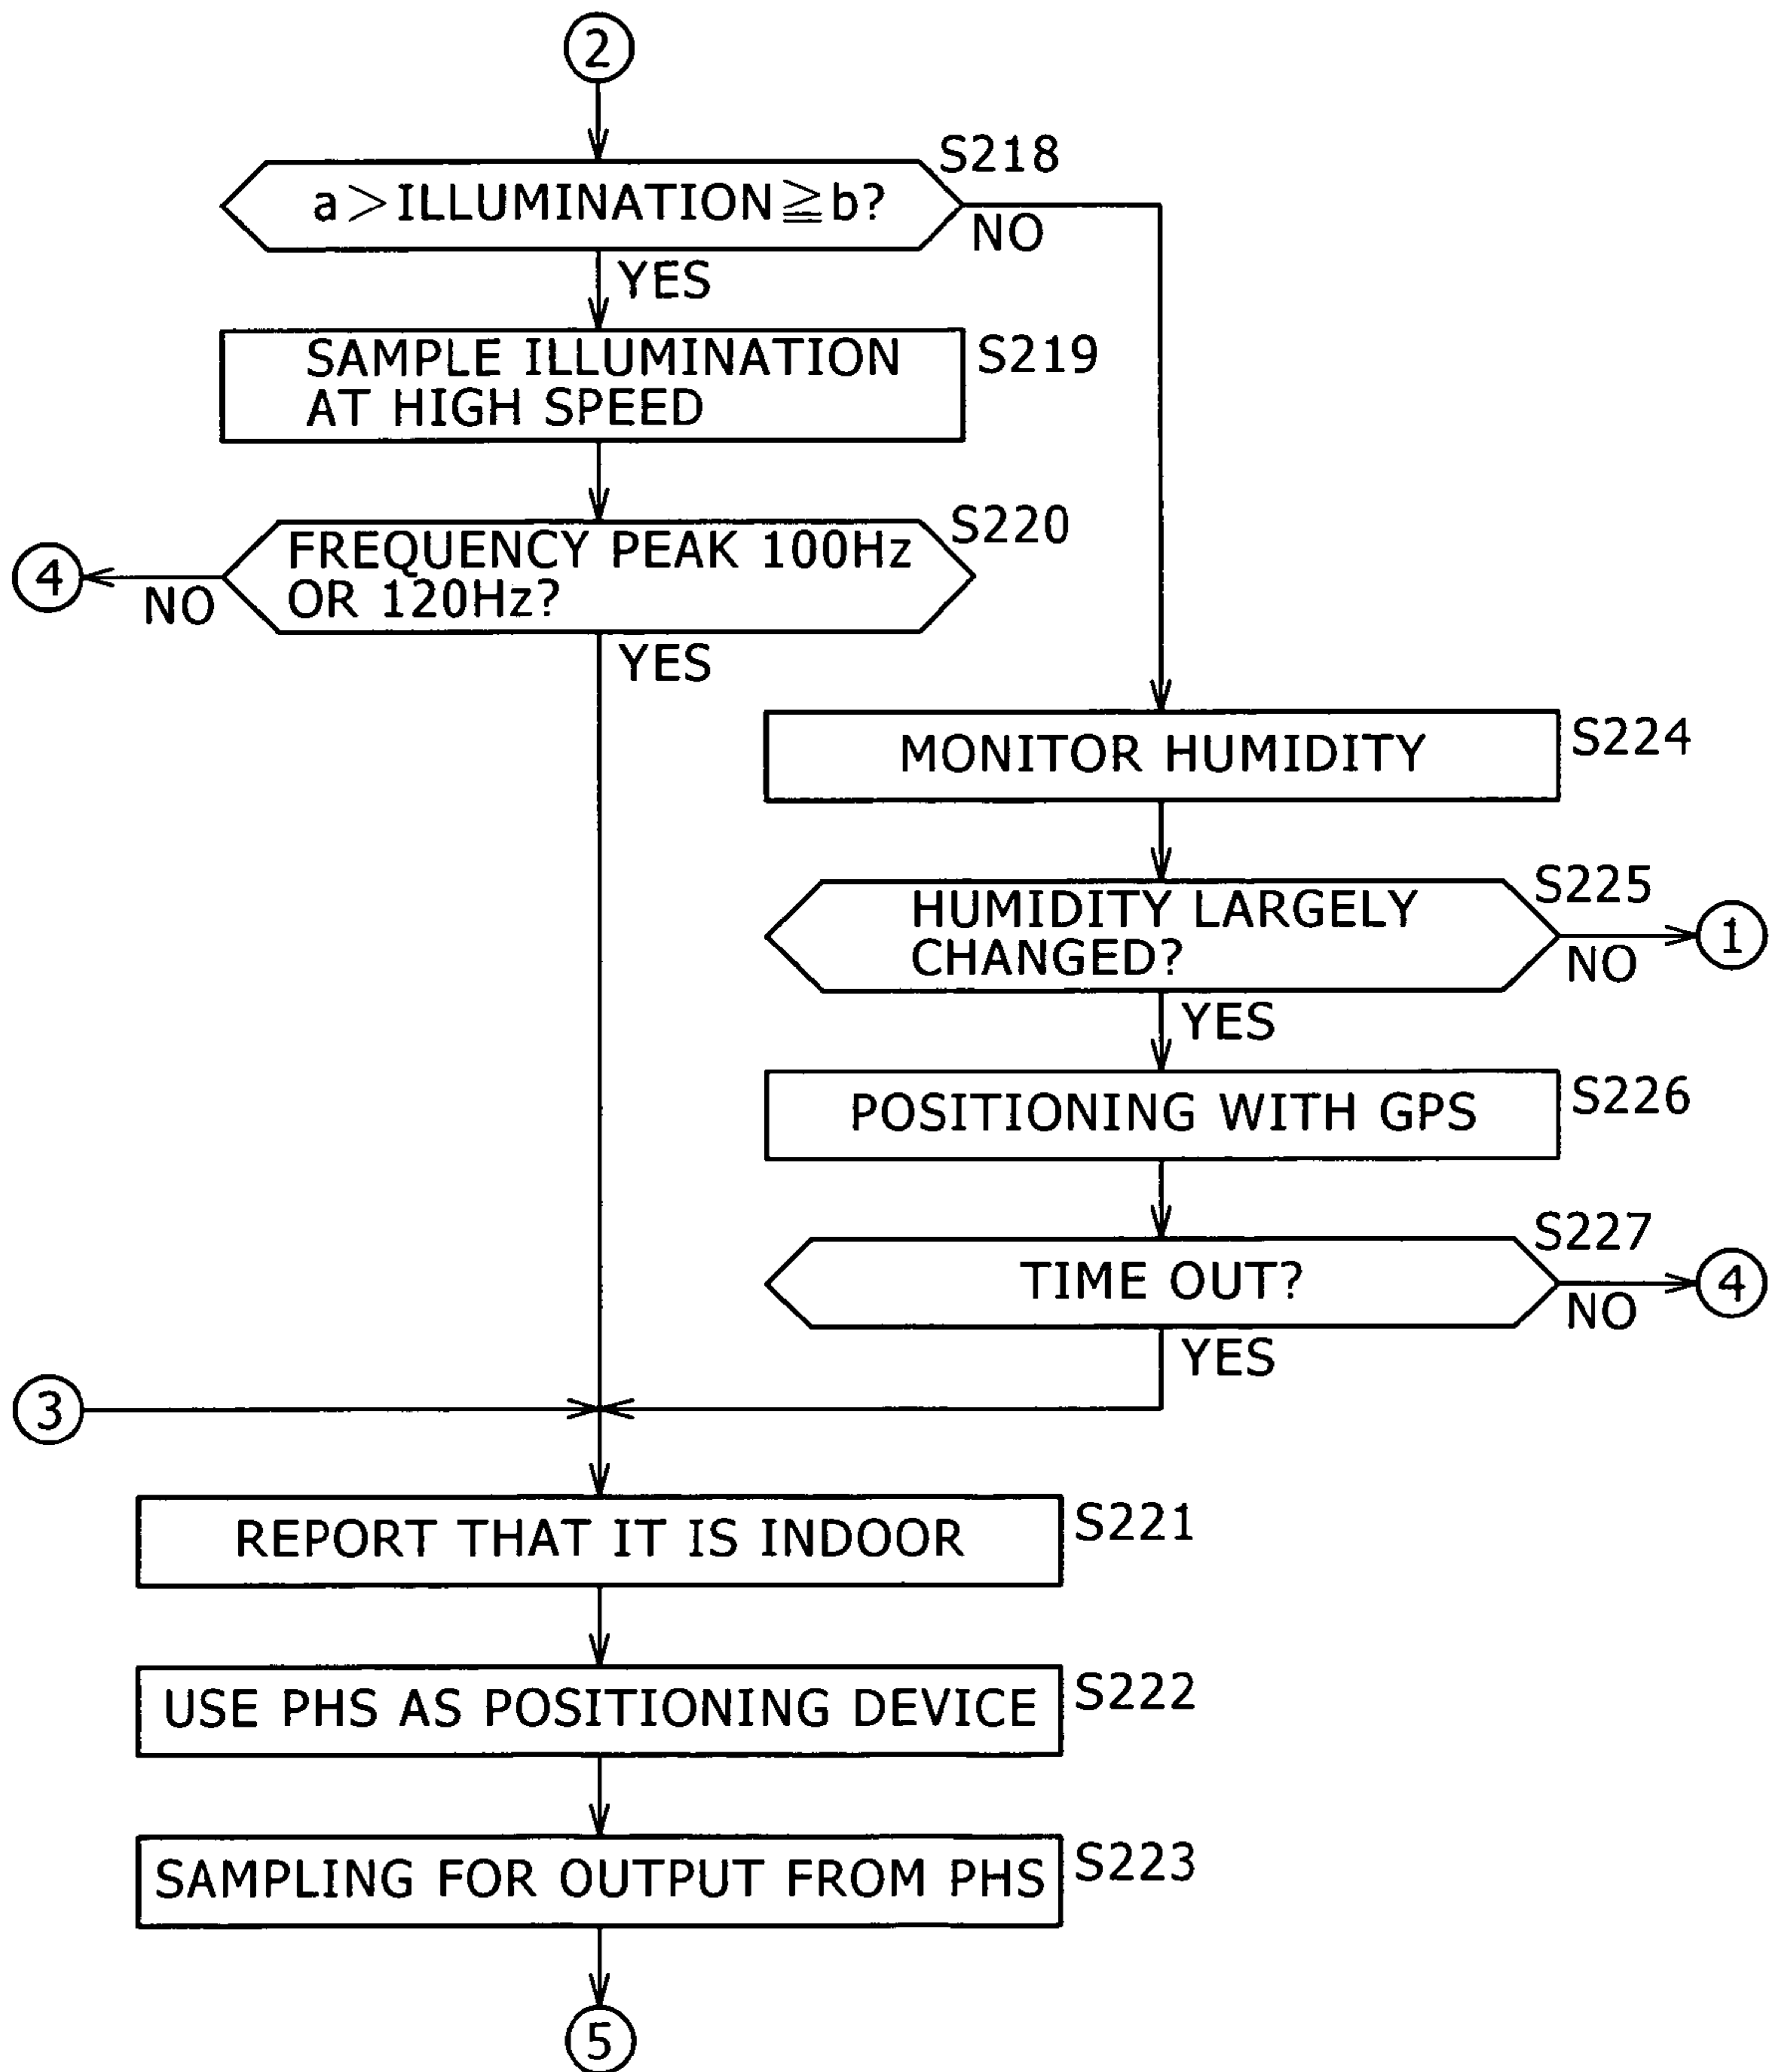 2
S218
a>ILLUMINATION≧b?
NO
YES
SAMPLE ILLUMINATION
AT HIGH SPEED
S219
S220
FREQUENCY PEAK 100Hz
OR 120Hz?
4
NO
YES
MONITOR HUMIDITY
S224
S225
HUMIDITY LARGELY
CHANGED?
1
NO
YES
POSITIONING WITH GPS
S226
S227
TIME OUT?
4
NO
YES
3
REPORT THAT IT IS INDOOR
S221
USE PHS AS POSITIONING DEVICE
S222
SAMPLING FOR OUTPUT FROM PHS
S223
5